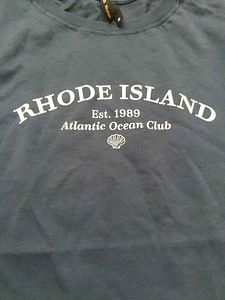 RHODE ISLAND
Est. 1989
Atlantic Ocean Club